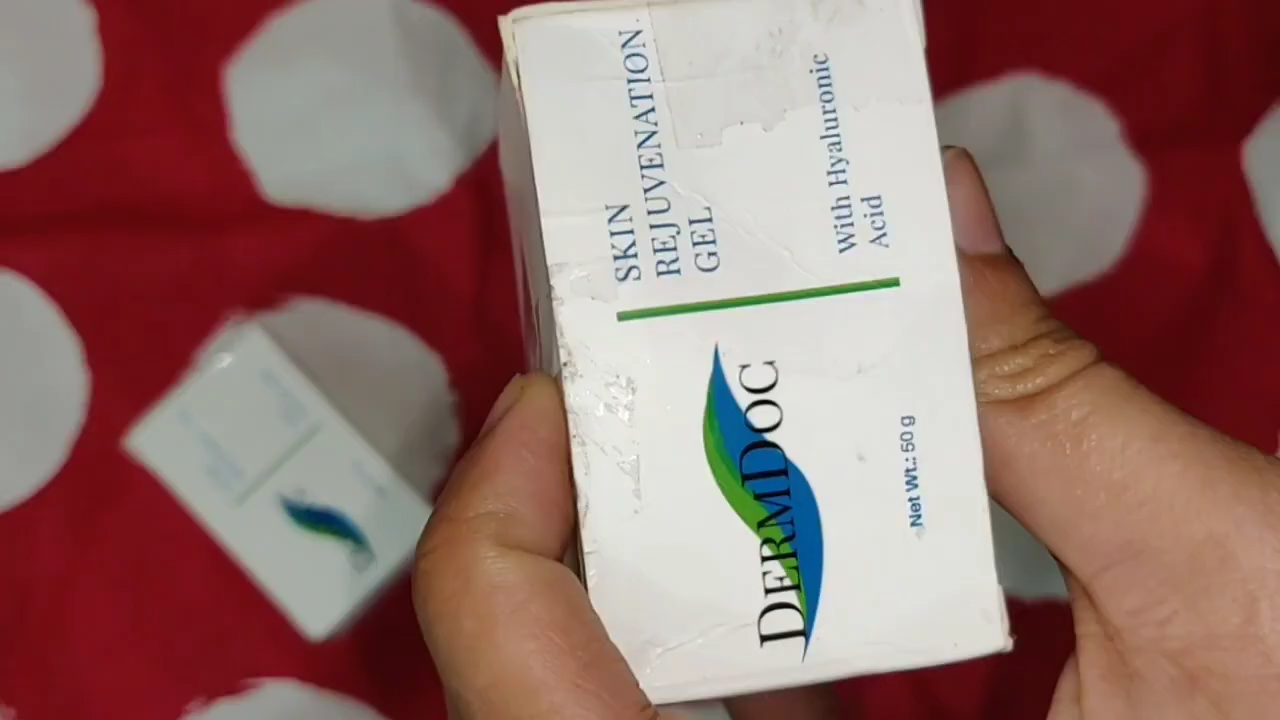 DERMDOC
SKIN
REJUVENATION
GEL
With Hyaluronic
Acid
Net Wt.: 50 g